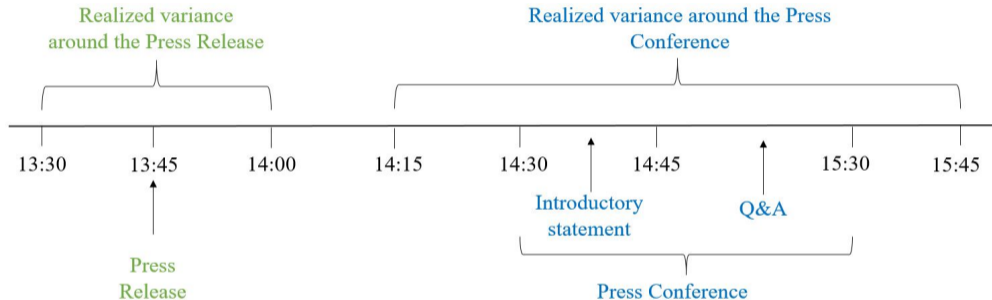 Realized variance
around the Press Release
Realized variance around the Press
Conference
13:30
13:45
14:00
14:15
14:30
14:45
15:30
15:45
Introductory
statement
Q&A
Press
Release
Press Conference